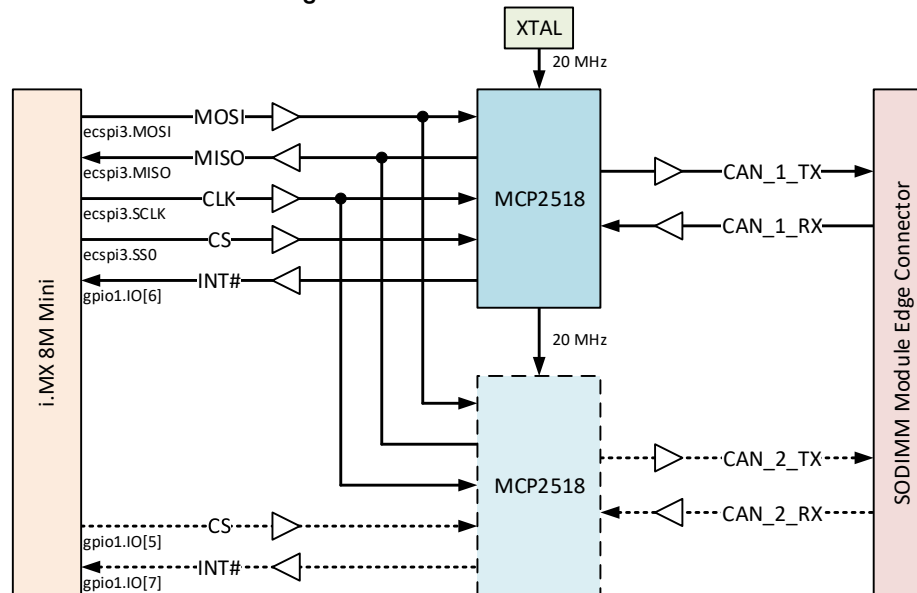 XTAL
20 MHz
MOSI
ecspi3.MOSI
MISO
ecspi3.MISO
CLK
ecspi3.SCLK
CS
ecspi3.SS0
INT#
gpio1.IO[6]
i.MX 8M Mini
MCP2518
CAN_1_TX
CAN_1_RX
SODIMM Module Edge Connector
20 MHz
MCP2518
CAN_2_TX
CAN_2_RX
CS
gpio1.IO[5]
INT#
gpio1.IO[7]